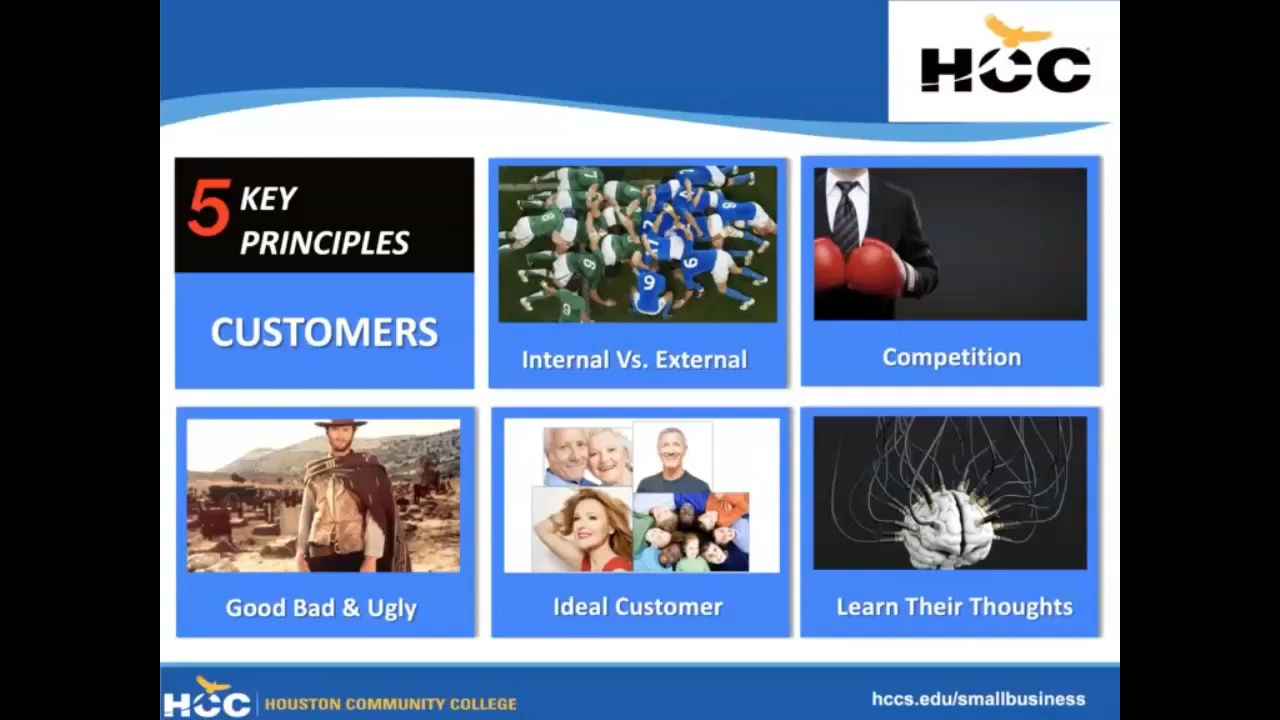 HCC
5 KEY
PRINCIPLES
CUSTOMERS
Internal Vs. External
Competition
Good Bad & Ugly
Ideal Customer
Learn Their Thoughts
HCC
HOUSTON COMMUNITY COLLEGE
hccs.edu/smallbusiness